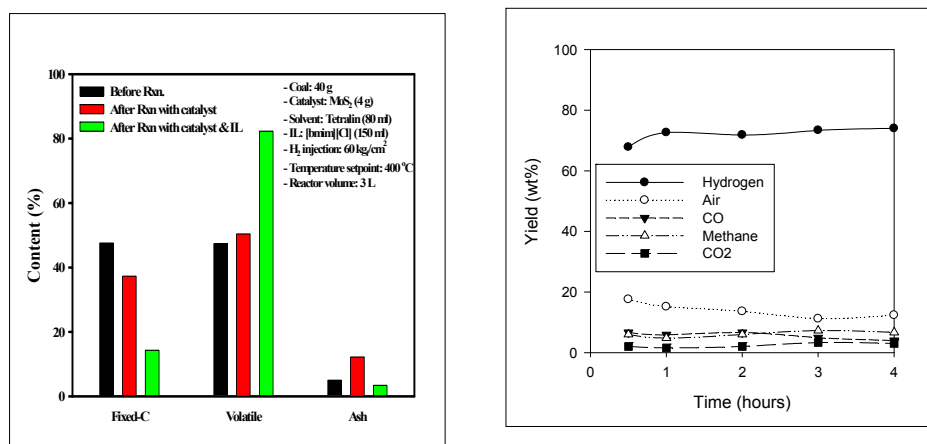 100
80
60
40
20
0
Content (%)
Before Rxn.
After Rxn with catalyst
After Rxn with catalyst & IL
- Coal: 40 g
- Catalyst: MoS2 (4 g)
- Solvent: Tetralin (80 ml)
- IL: [bmim][Cl] (150 ml)
- H2 injection: 60 kg/cm2
- Temperature setpoint: 400 °C
- Reactor volume: 3 L
Fixed-C Volatile Ash
100
80
60
40
20
0
Yield (wt%)
Hydrogen
Air
CO
Methane
CO2
0 1 2 3 4
Time (hours)